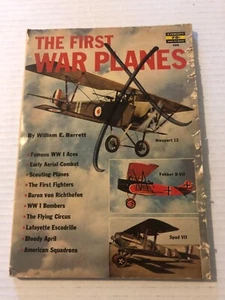 THE FIRST
WAR PLANES
By William E. Barrett
Nieuport 17
• Famous WW I Aces
• Early Aerial Combat
• Scouting Planes
• The First Fighters
• Baron von Richthofen
• WW I Bombers
• The Flying Circus
• Lafayette Escadrille
• Bloody April
American Squadrons
Fokker D-VII
Spad VII